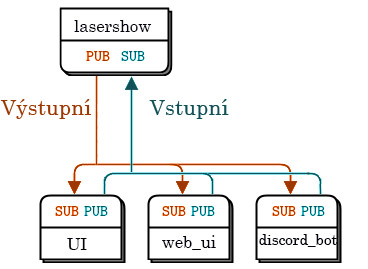 lasershow
PUB SUB
Výstupní Vstupní
SUB PUB SUB PUB SUB PUB
UI web_ui discord_bot